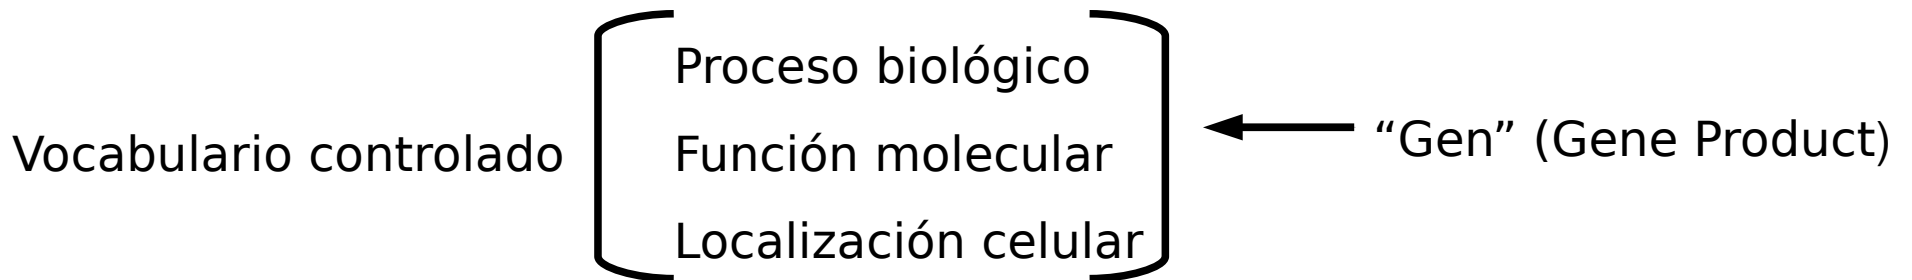 Proceso biológico
Vocabulario controlado
Función molecular
Localización celular
“Gen” (Gene Product)